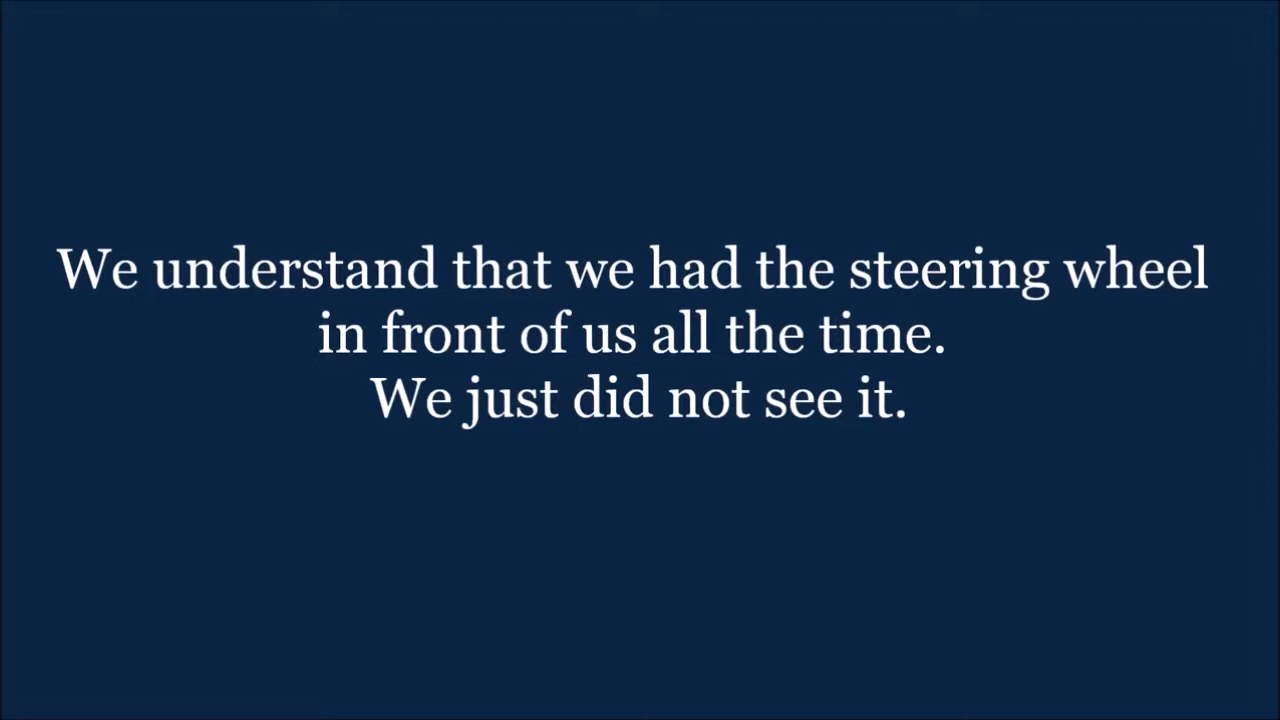 We understand that we had the steering wheel
in front of us all the time.
We just did not see it.